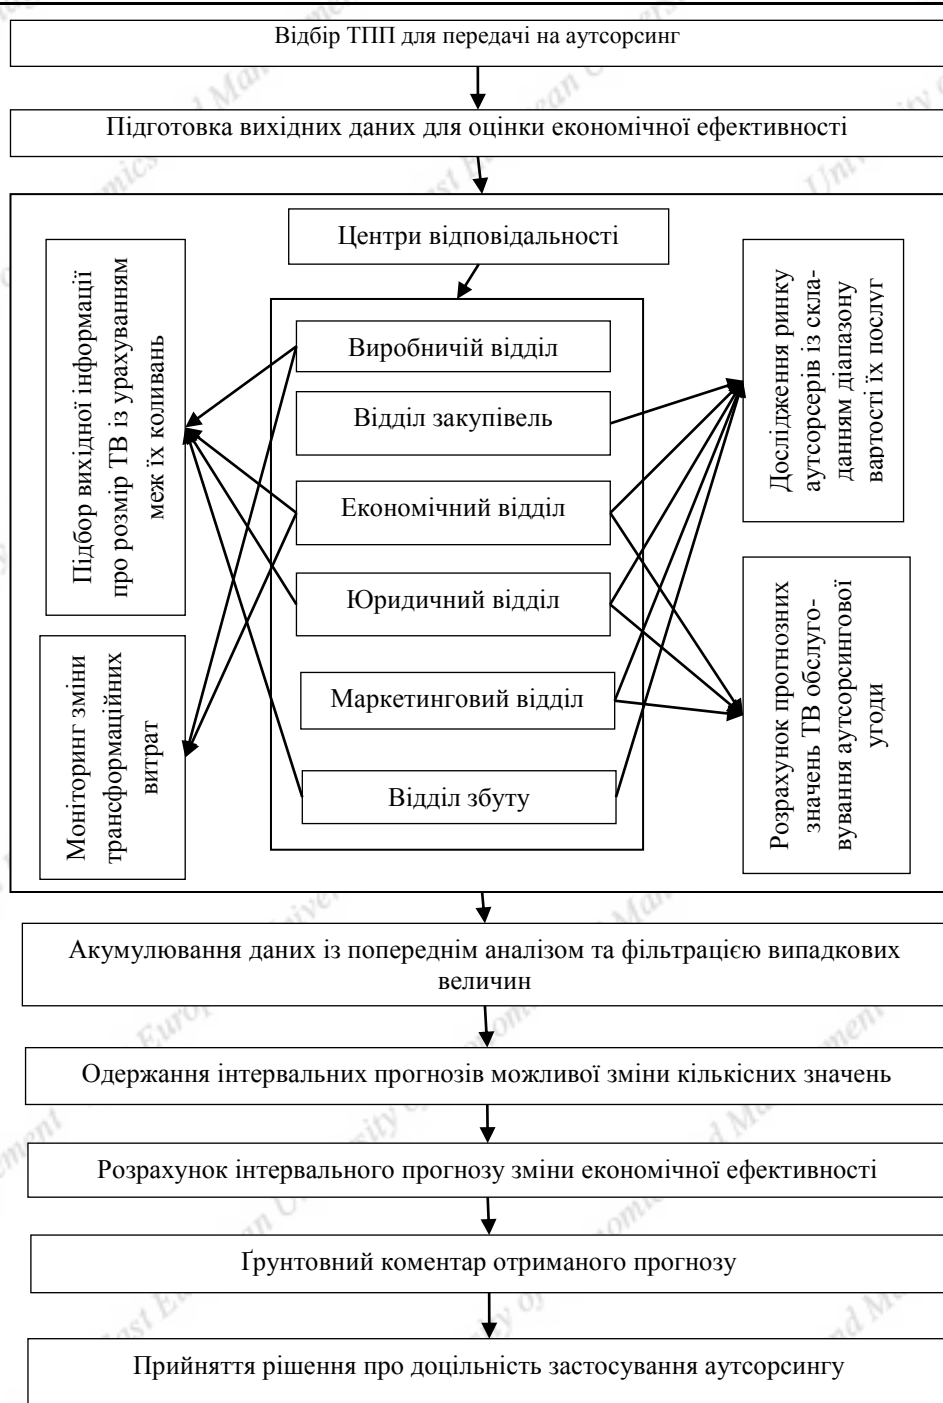 Відбір ТПП для передачі на аутсорсинг
Підготовка вихідних даних для оцінки економічної ефективності
Центри відповідальності
Підбор вихідної інформації
про розмір ТВ із урахуванням
меж їх коливань
Моніторинг зміни
трансформаційних
витрат
Виробничій відділ
Відділ закупівель
Економічний відділ
Юридичний відділ
Маркетинговий відділ
Відділ збуту
Дослідження ринку
аутсорсерів із скла-
данням діапазону
вартості їх послуг
Розрахунок прогнозних
значень ТВ обслуго-
вування аутсорсингової
угоди
Акумулювання даних із попереднім аналізом та фільтрацією випадкових
величин
Одержання інтервальних прогнозів можливої зміни кількісних значень
Розрахунок інтервального прогнозу зміни економічної ефективності
Ґрунтовний коментар отриманого прогнозу
Прийняття рішення про доцільність застосування аутсорсингу